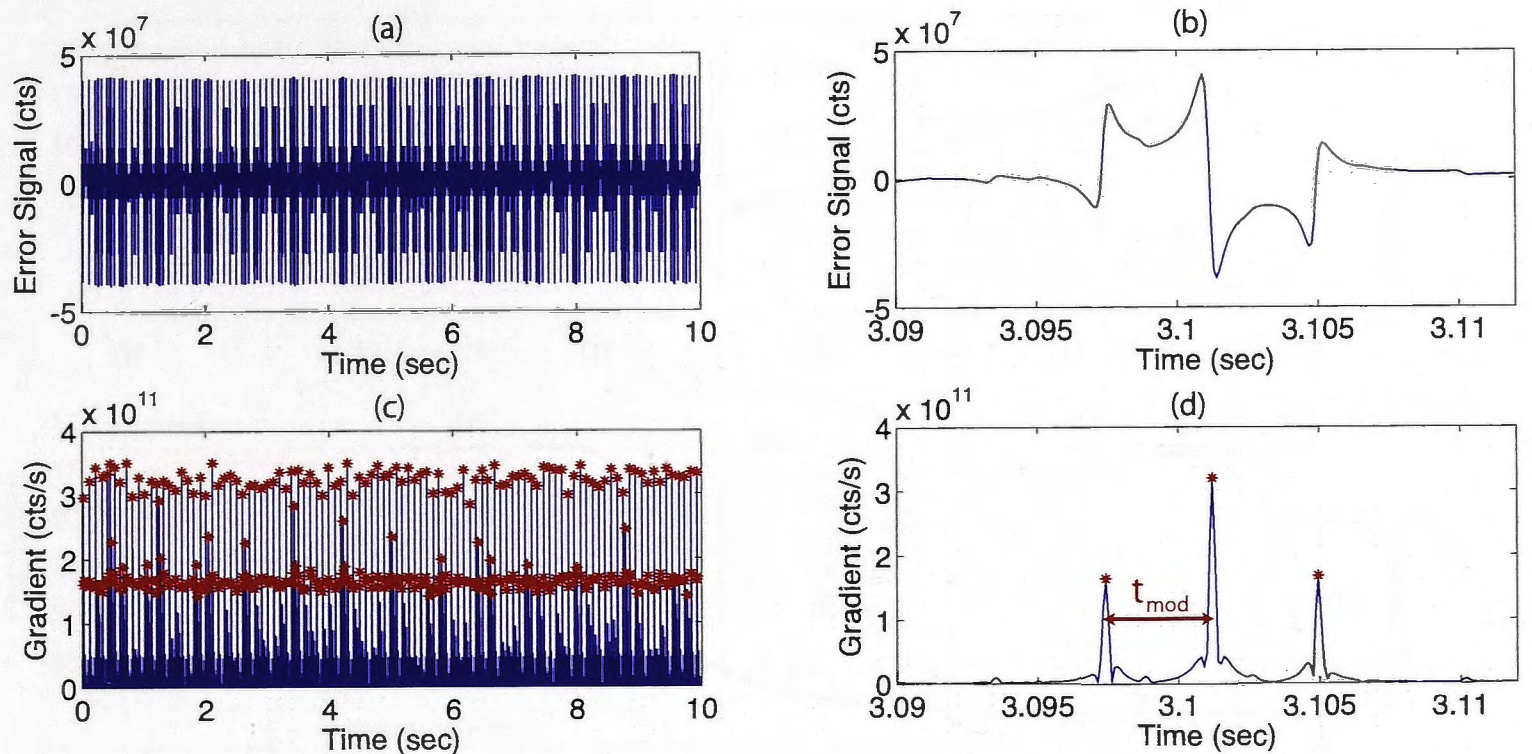 (a)
x 10^7
Error Signal (cts)
5
0
-5
0 2 4 6 8 10
Time (sec)
(b)
x 10^7
Error Signal (cts)
5
0
-5
3.09 3.095 3.1 3.105 3.11
Time (sec)
(c)
x 10^11
Gradient (cts/s)
4
3
2
1
0
0 2 4 6 8 10
Time (sec)
(d)
x 10^11
Gradient (cts/s)
4
3
2
1
0
t_mod
3.09 3.095 3.1 3.105 3.11
Time (sec)